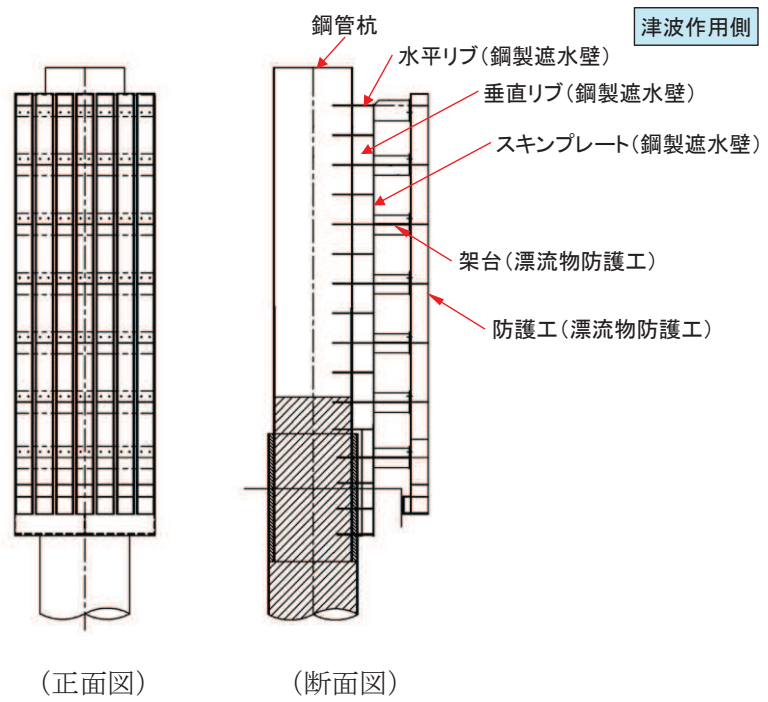 津波作用側
鋼管杭
水平リブ（鋼製遮水壁）
垂直リブ（鋼製遮水壁）
スキンプレート（鋼製遮水壁）
架台（漂流物防護工）
防護工（漂流物防護工）
（正面図）
（断面図）